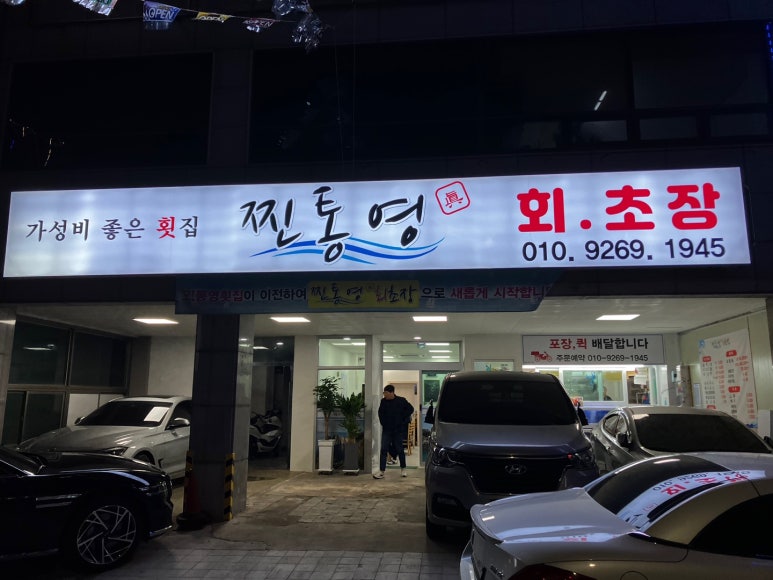 OPEN
가성비 좋은 횟집
찐통영 眞
회.초장
010. 9269. 1945
통영횟집이 이전하여 찐통영 회초장 으로 새롭게 시작합니
포장,퀵 배달합니다
주문예약 010-9269-1945
HYUNDAI